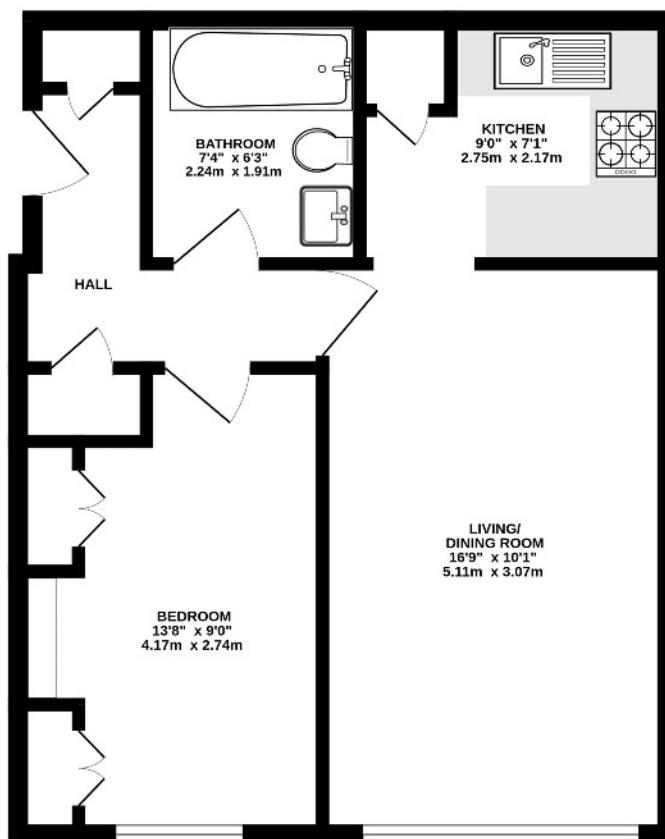 BATHROOM
7'4" x 6'3"
2.24m x 1.91m
KITCHEN
9'0" x 7'1"
2.75m x 2.17m
HALL
LIVING/
DINING ROOM
16'9" x 10'1"
5.11m x 3.07m
BEDROOM
13'8" x 9'0"
4.17m x 2.74m